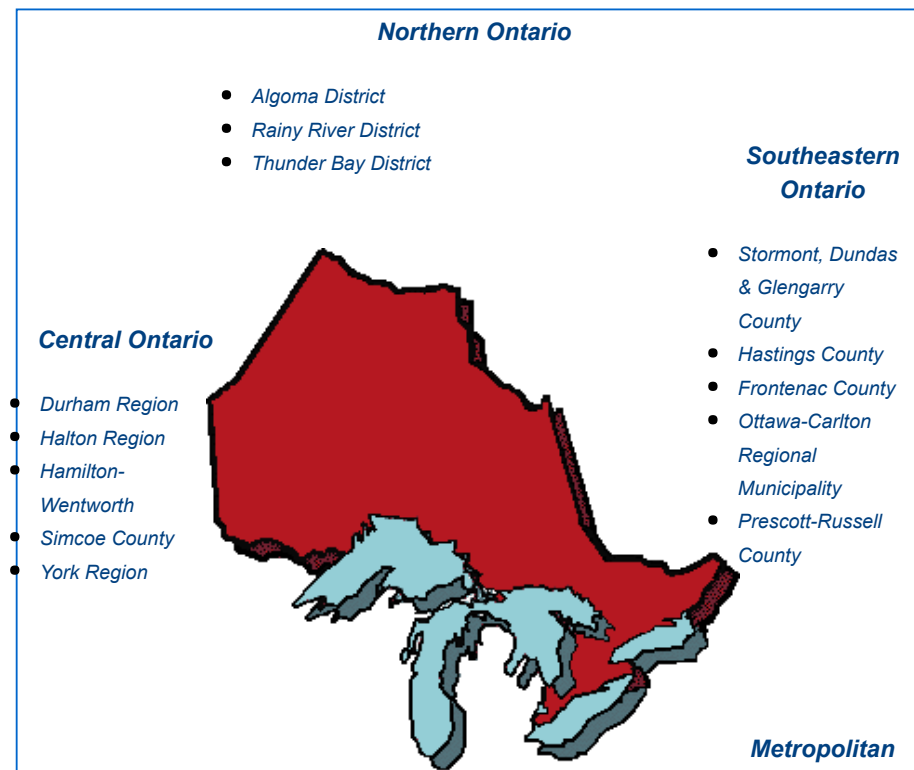 Northern Ontario
Algoma District
Rainy River District
Thunder Bay District
Southeastern
Ontario
Stormont, Dundas
& Glengarry
County
Hastings County
Frontenac County
Ottawa-Carlton
Regional
Municipality
Prescott-Russell
County
Central Ontario
Durham Region
Halton Region
Hamilton-
Wentworth
Simcoe County
York Region
Metropolitan